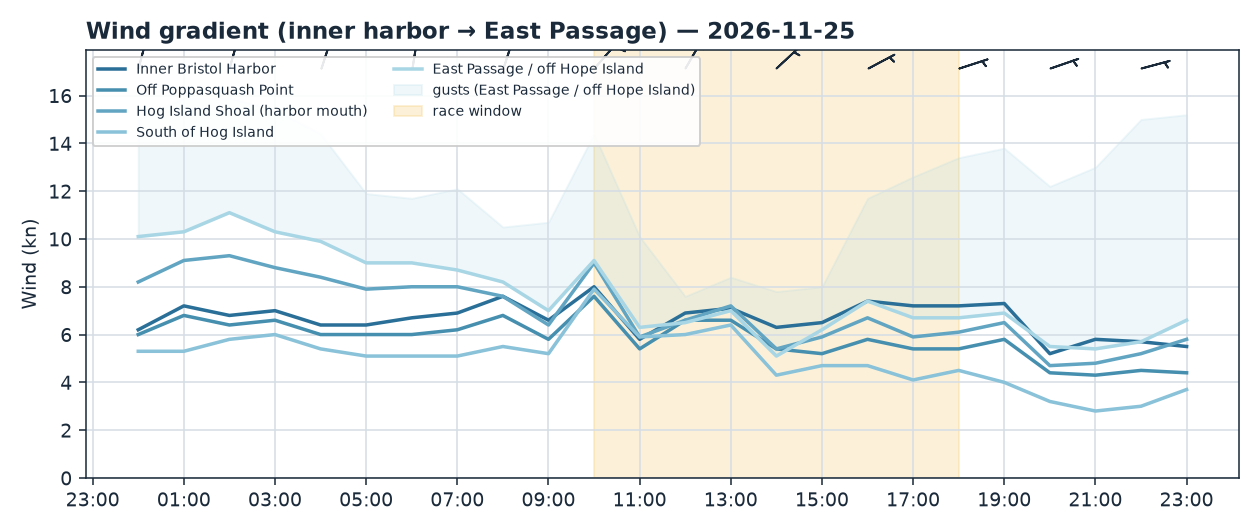 Wind gradient (inner harbor → East Passage) — 2026-11-25
Inner Bristol Harbor
Off Poppasquash Point
Hog Island Shoal (harbor mouth)
South of Hog Island
East Passage / off Hope Island
gusts (East Passage / off Hope Island)
race window
Wind (kn)
16
14
12
10
8
6
4
2
0
23:00 01:00 03:00 05:00 07:00 09:00 11:00 13:00 15:00 17:00 19:00 21:00 23:00